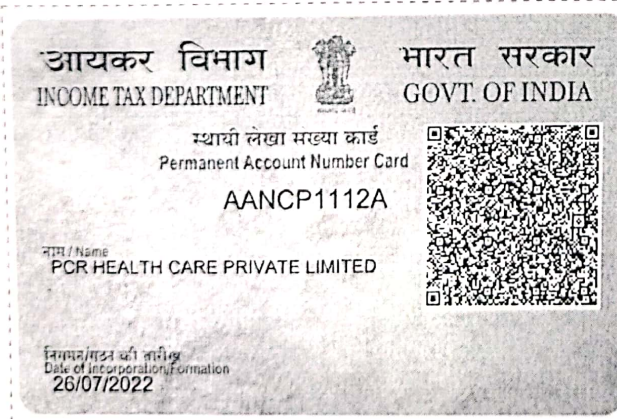 आयकर विभाग
INCOME TAX DEPARTMENT
भारत सरकार
GOVT. OF INDIA
स्थायी लेखा संख्या कार्ड
Permanent Account Number Card
AANCP1112A
नाम / Name
PCR HEALTH CARE PRIVATE LIMITED
निगमन/गठन की तारीख
Date of Incorporation/Formation
26/07/2022